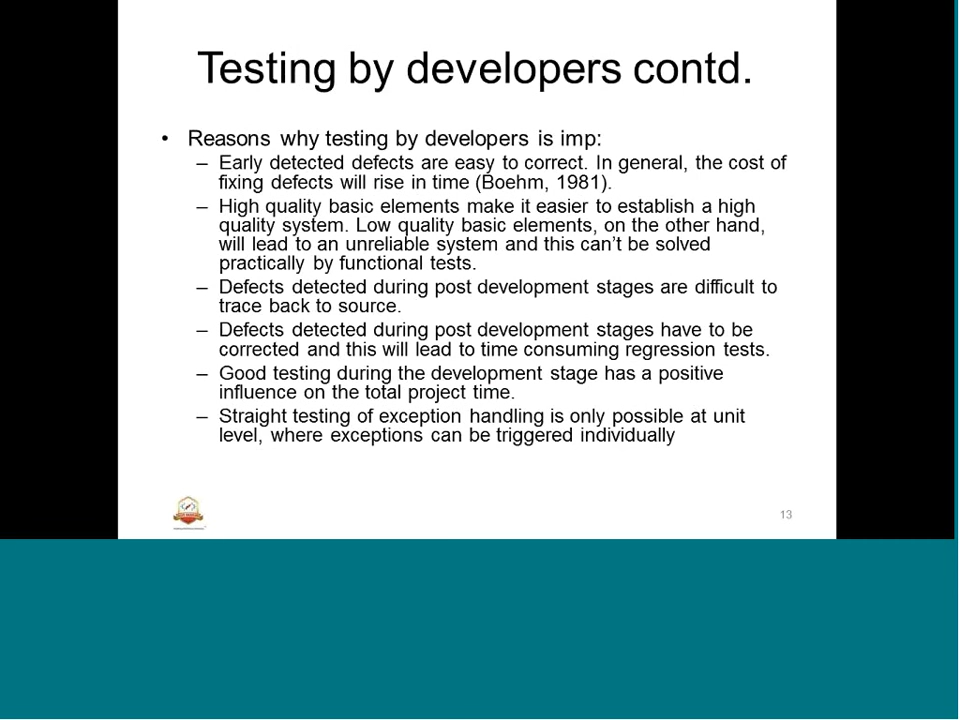 Testing by developers contd.
• Reasons why testing by developers is imp:
– Early detected defects are easy to correct. In general, the cost of
fixing defects will rise in time (Boehm, 1981).
– High quality basic elements make it easier to establish a high
quality system. Low quality basic elements, on the other hand,
will lead to an unreliable system and this can’t be solved
practically by functional tests.
– Defects detected during post development stages are difficult to
trace back to source.
– Defects detected during post development stages have to be
corrected and this will lead to time consuming regression tests.
– Good testing during the development stage has a positive
influence on the total project time.
– Straight testing of exception handling is only possible at unit
level, where exceptions can be triggered individually
13